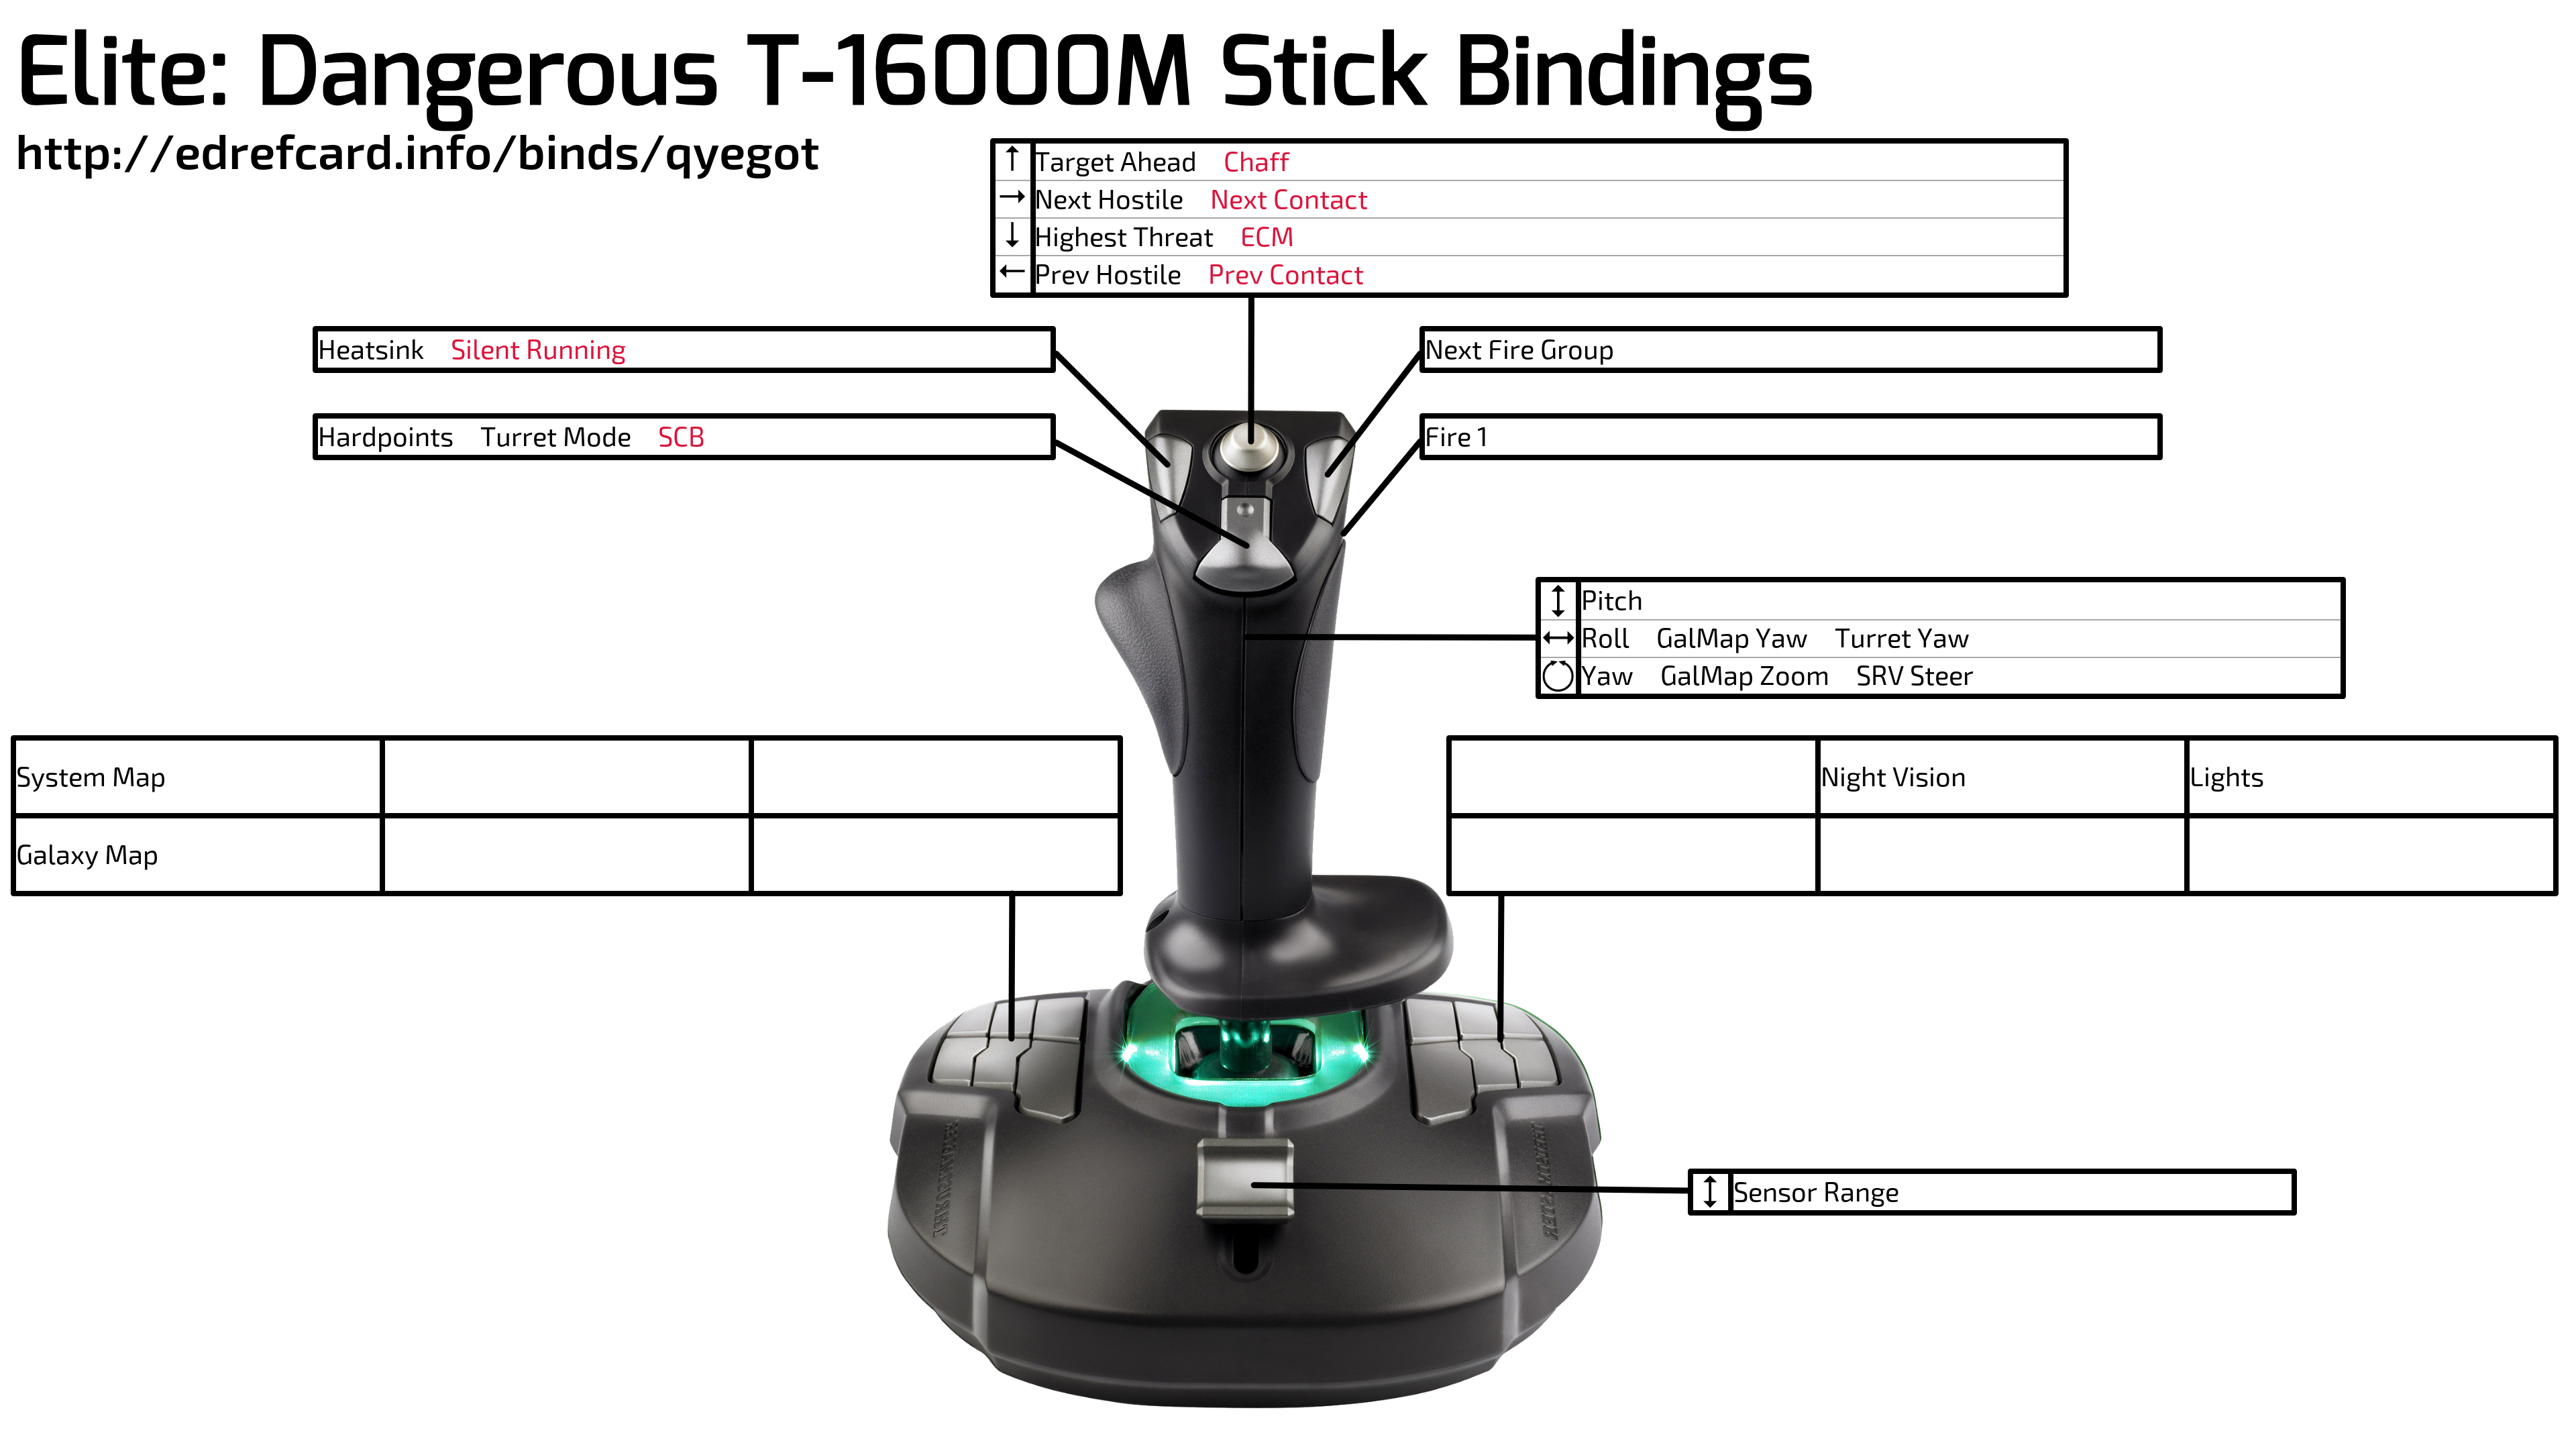 Elite: Dangerous T-16000M Stick Bindings
http://edrefcard.info/binds/qyegot
↑ Target Ahead Chaff
→ Next Hostile Next Contact
↓ Highest Threat ECM
← Prev Hostile Prev Contact
Heatsink Silent Running
Next Fire Group
Hardpoints Turret Mode SCB
Fire 1
↕ Pitch
↔ Roll GalMap Yaw Turret Yaw
Yaw GalMap Zoom SRV Steer
System Map
Night Vision Lights
Galaxy Map
THRUSTMASTER
THRUSTMASTER
↕ Sensor Range